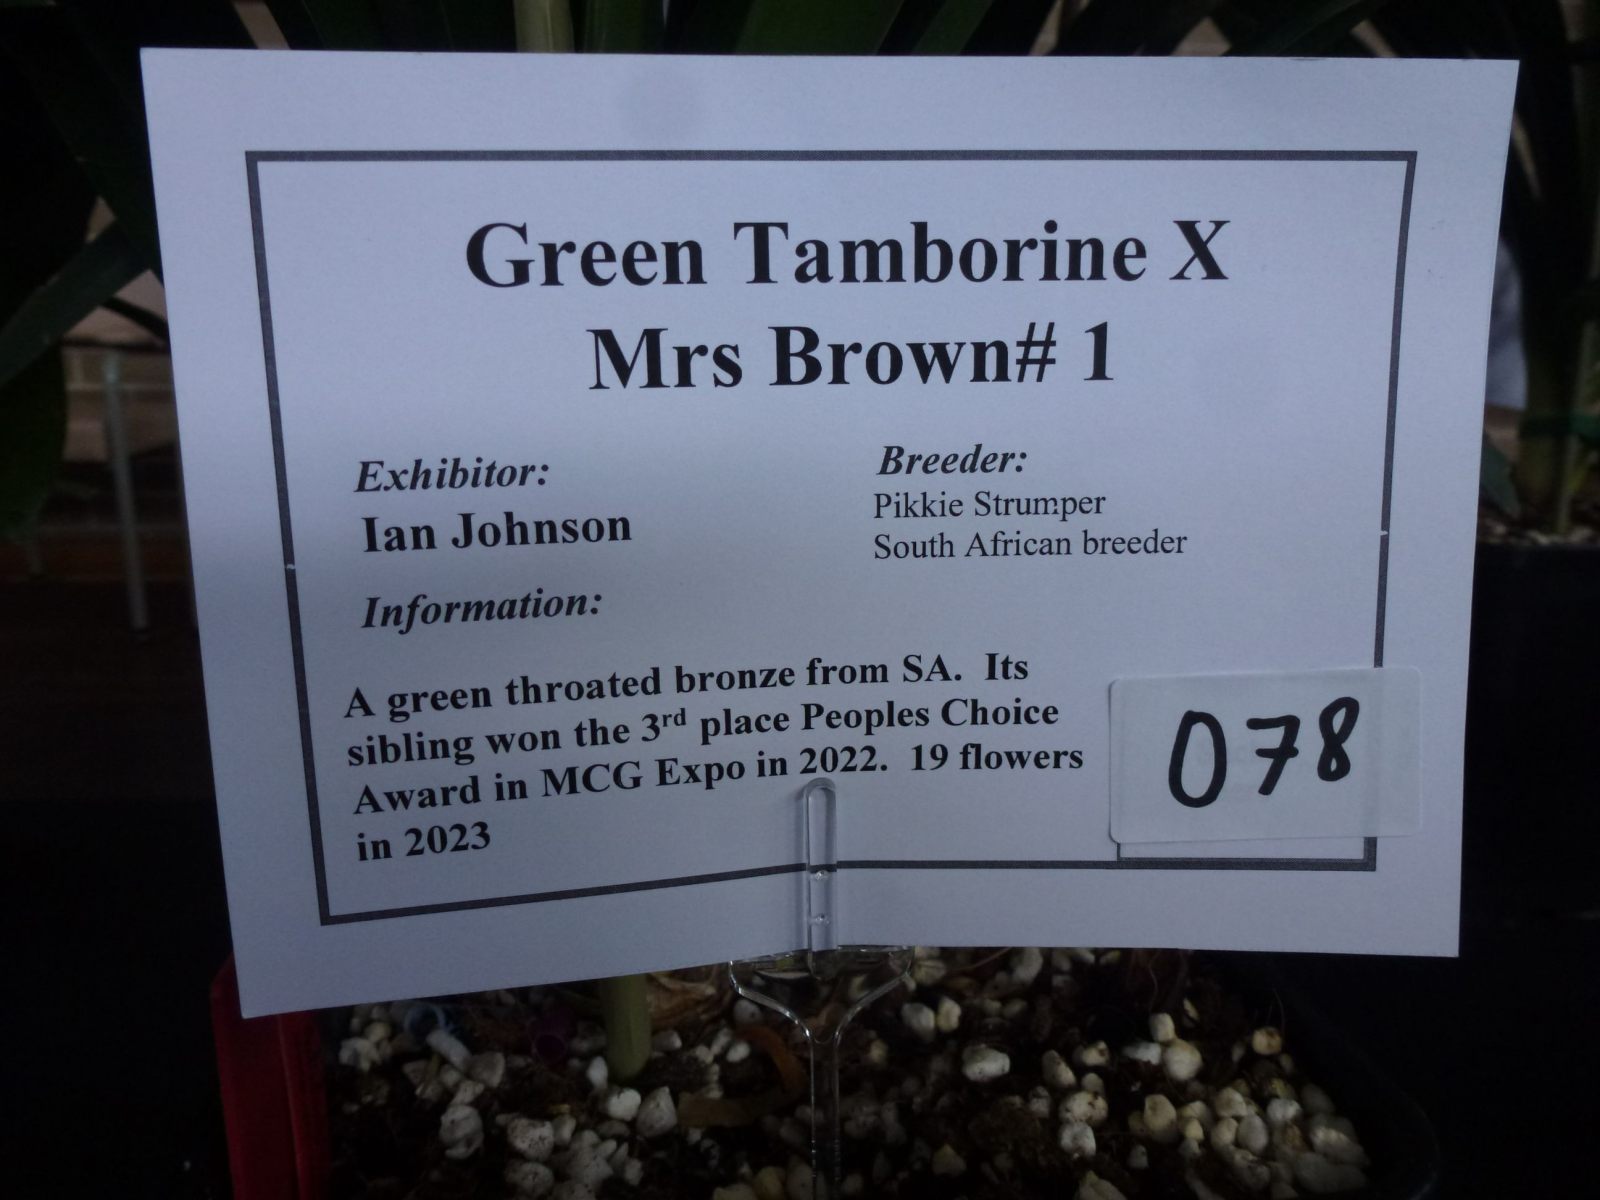 Green Tamborine X
Mrs Brown# 1
Exhibitor:
Ian Johnson
Breeder:
Pikkie Strumper
South African breeder
Information:
A green throated bronze from SA.  Its
sibling won the 3rd place Peoples Choice
Award in MCG Expo in 2022.  19 flowers
in 2023
078